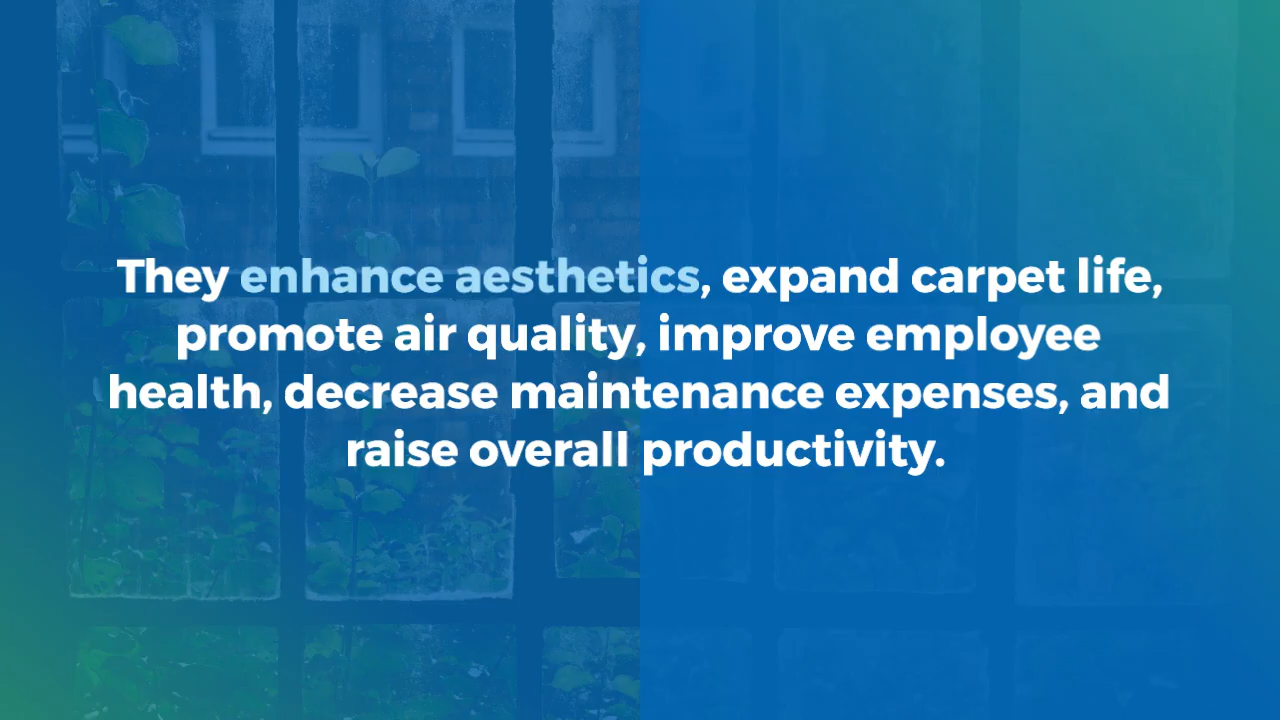 They enhance aesthetics, expand carpet life,
promote air quality, improve employee
health, decrease maintenance expenses, and
raise overall productivity.